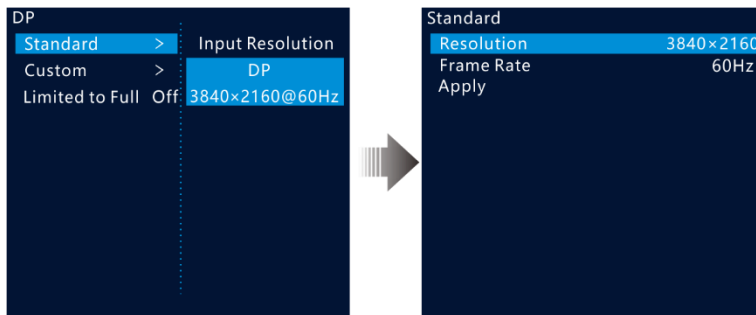 DP
Standard > Input Resolution
Custom > DP
Limited to Full Off 3840×2160@60Hz
Standard
Resolution 3840×2160
Frame Rate 60Hz
Apply